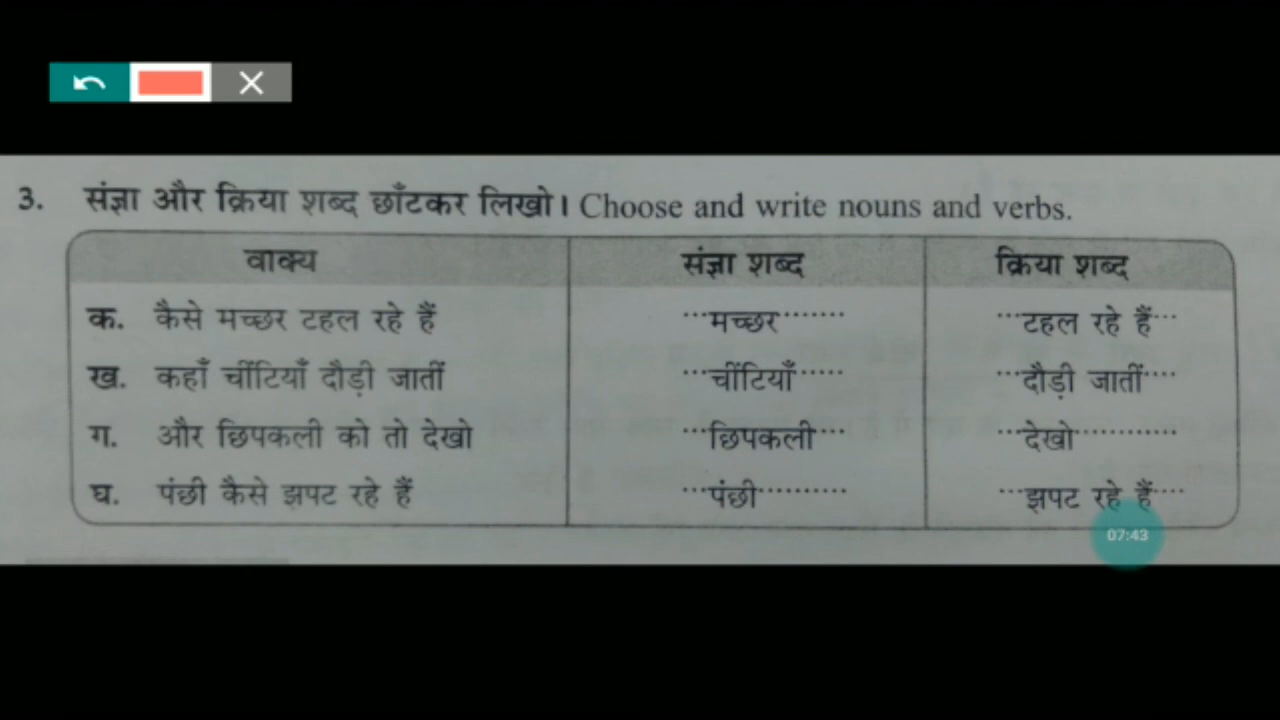 3. संज्ञा और क्रिया शब्द छाँटकर लिखो। Choose and write nouns and verbs.
वाक्य संज्ञा शब्द क्रिया शब्द
क. कैसे मच्छर टहल रहे हैं मच्छर टहल रहे हैं
ख. कहाँ चींटियाँ दौड़ी जातीं चींटियाँ दौड़ी जातीं
ग. और छिपकली को तो देखो छिपकली देखो
घ. पंछी कैसे झपट रहे हैं पंछी झपट रहे हैं
07:43